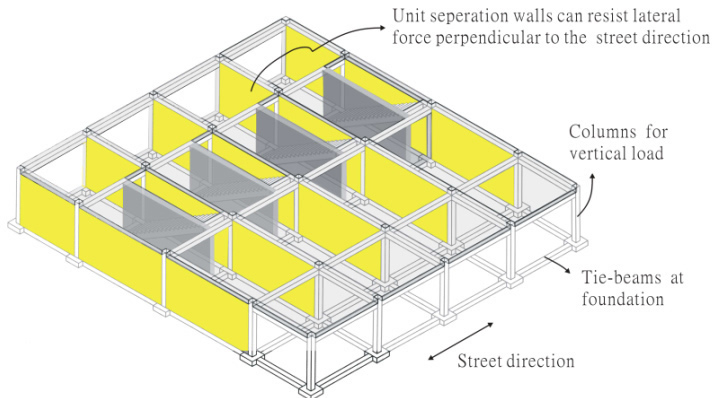 Unit seperation walls can resist lateral
force perpendicular to the street direction
Columns for
vertical load
Tie-beams at
foundation
Street direction